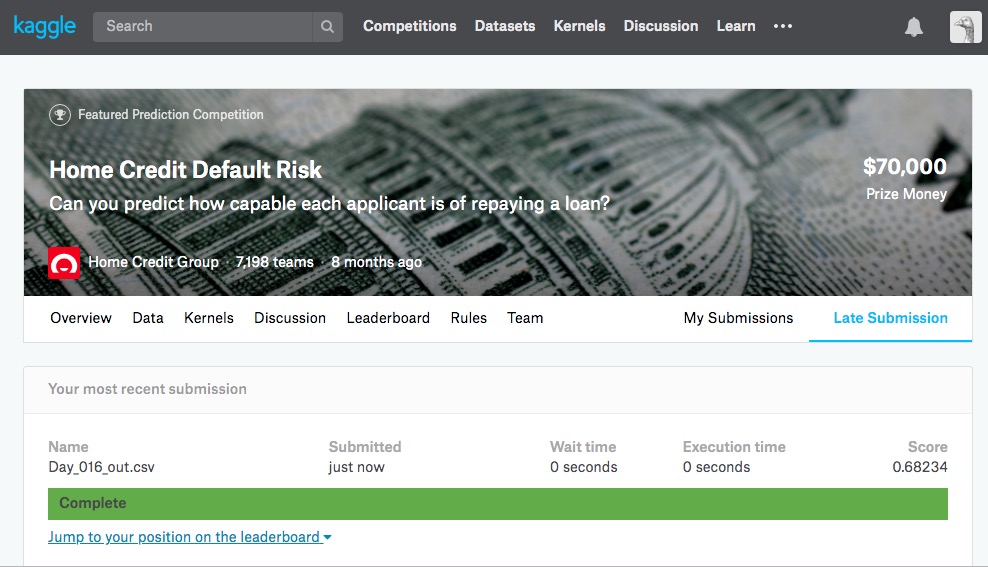 kaggle Search Competitions Datasets Kernels Discussion Learn
Featured Prediction Competition
Home Credit Default Risk
$70,000
Can you predict how capable each applicant is of repaying a loan?
Prize Money
Home Credit Group · 7,198 teams · 8 months ago
Overview Data Kernels Discussion Leaderboard Rules Team My Submissions Late Submission
Your most recent submission
Name Submitted Wait time Execution time Score
Day_016_out.csv just now 0 seconds 0 seconds 0.68234
Complete
Jump to your position on the leaderboard